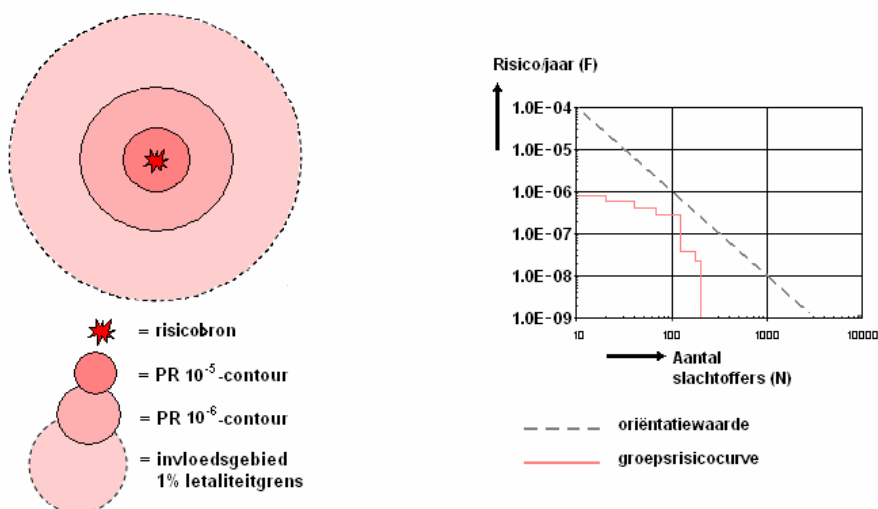 = risicobron
= PR 10⁻⁵-contour
= PR 10⁻⁶-contour
= invloedsgebied
1% letaliteitgrens
Risico/jaar (F)
1.0E-04
1.0E-05
1.0E-06
1.0E-07
1.0E-08
1.0E-09
10 100 1000 10000
Aantal
slachtoffers (N)
oriëntatiewaarde
groepsrisicocurve